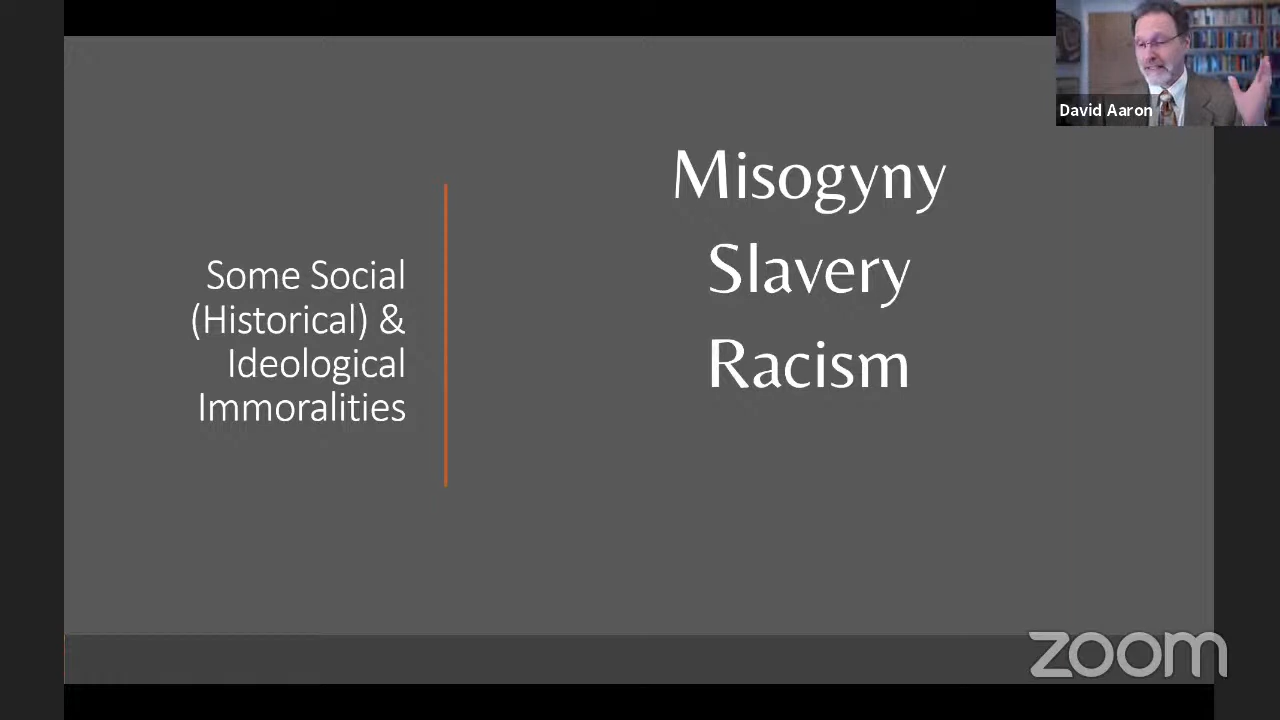 David Aaron
Misogyny
Slavery
Racism
Some Social
(Historical) &
Ideological
Immoralities
zoom